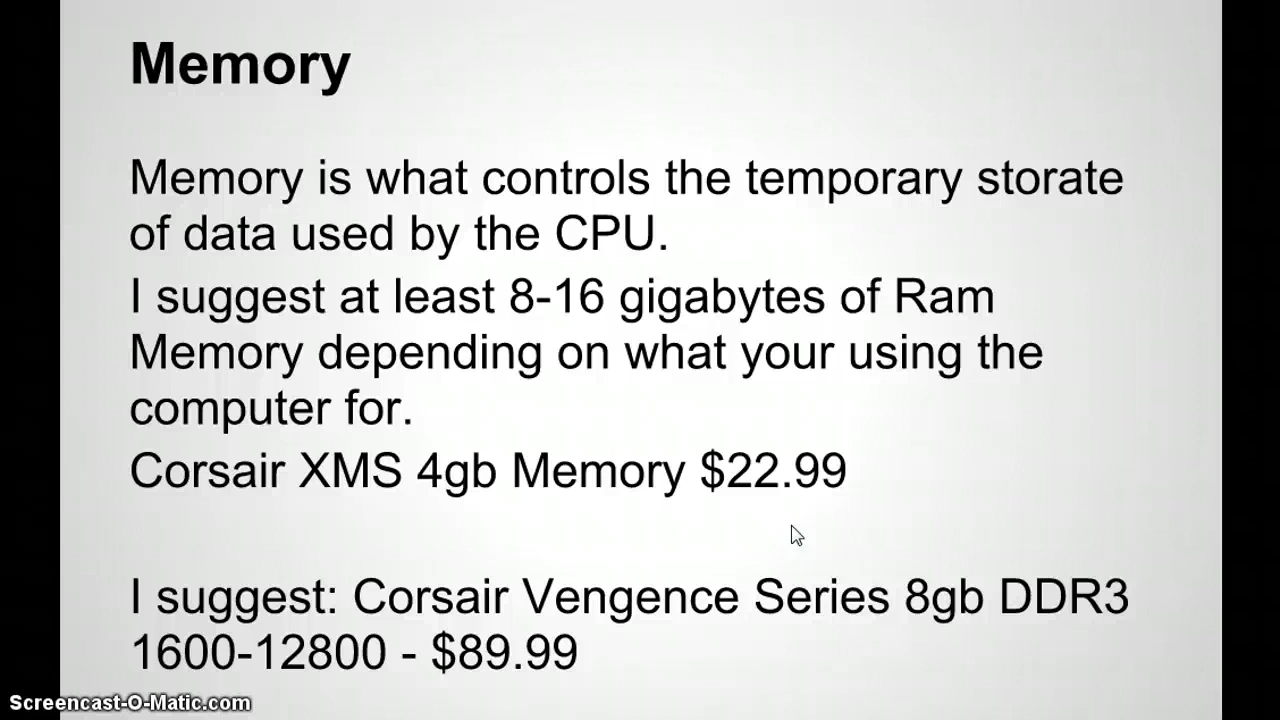 Memory
Memory is what controls the temporary storate
of data used by the CPU.
I suggest at least 8-16 gigabytes of Ram
Memory depending on what your using the
computer for.
Corsair XMS 4gb Memory $22.99
I suggest: Corsair Vengence Series 8gb DDR3
1600-12800 - $89.99
Screencast-O-Matic.com